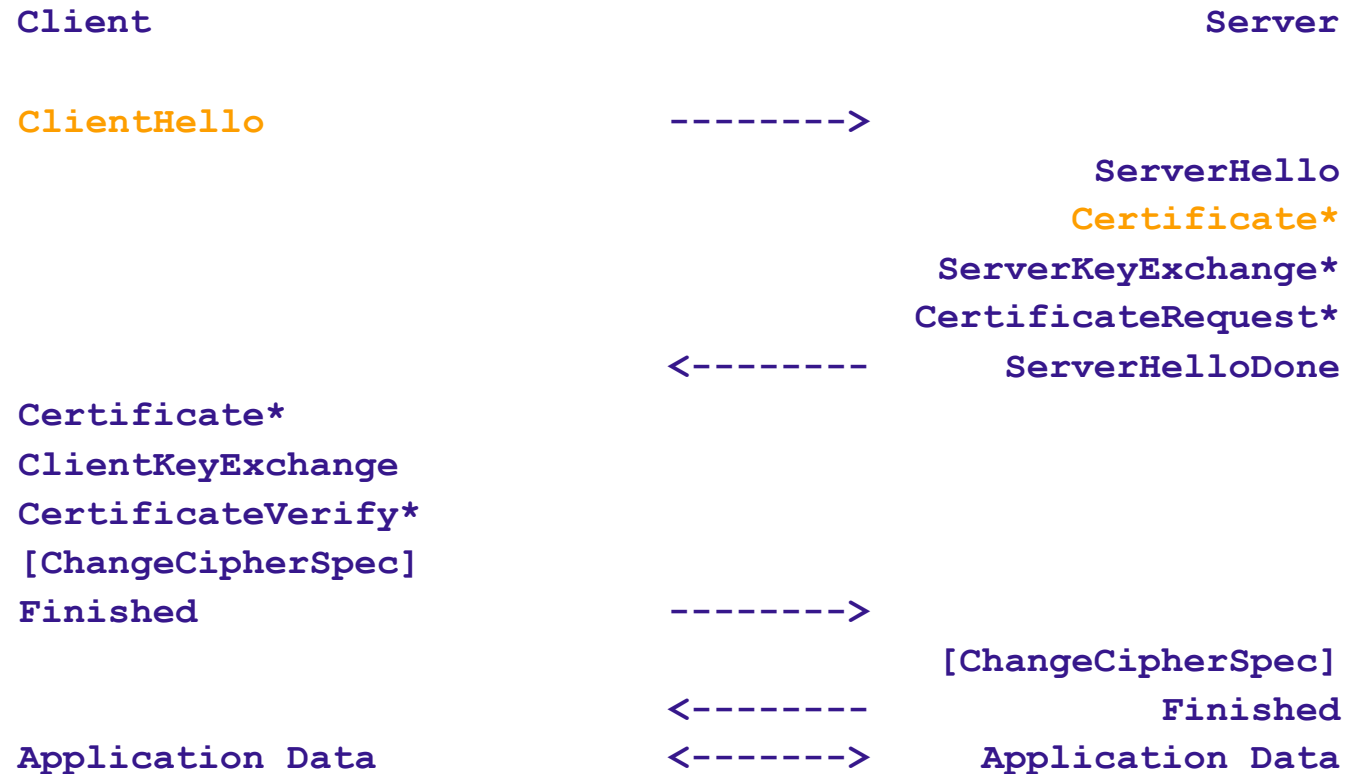 Client Server
ClientHello -------->
ServerHello
Certificate*
ServerKeyExchange*
CertificateRequest*
<-------- ServerHelloDone
Certificate*
ClientKeyExchange
CertificateVerify*
[ChangeCipherSpec]
Finished -------->
[ChangeCipherSpec]
<-------- Finished
Application Data <-------> Application Data